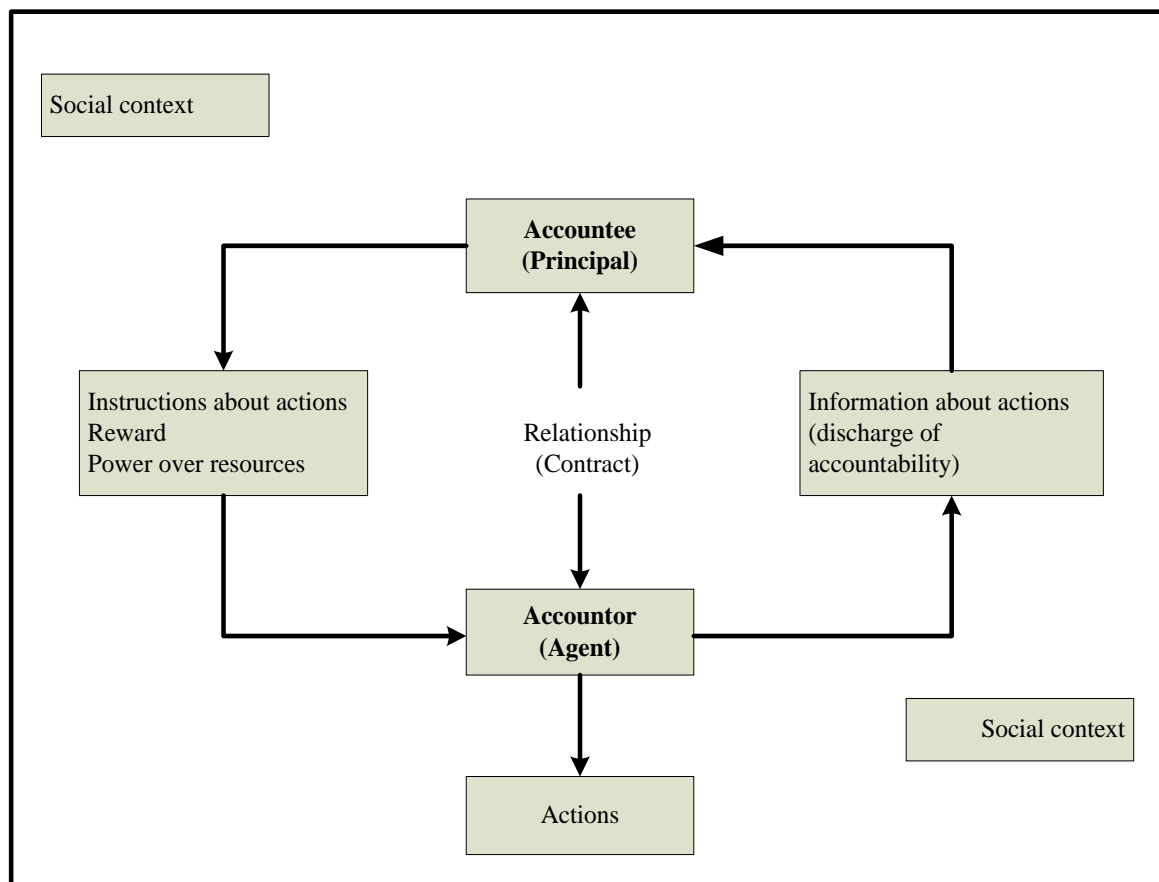 Social context
Accountee
(Principal)
Instructions about actions
Reward
Power over resources
Relationship
(Contract)
Information about actions
(discharge of
accountability)
Accountor
(Agent)
Social context
Actions